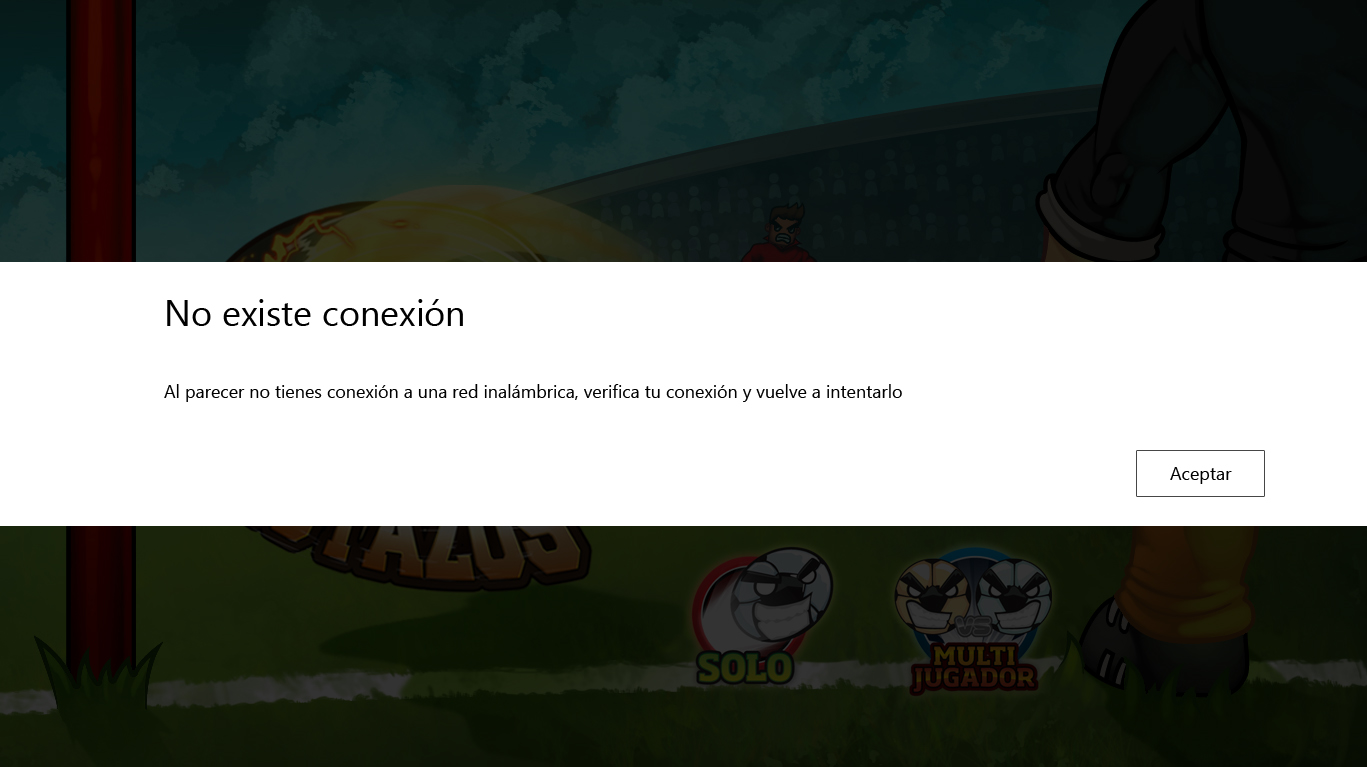 No existe conexión
Al parecer no tienes conexión a una red inalámbrica, verifica tu conexión y vuelve a intentarlo
Aceptar
SOLO
VS
MULTI
JUGADOR